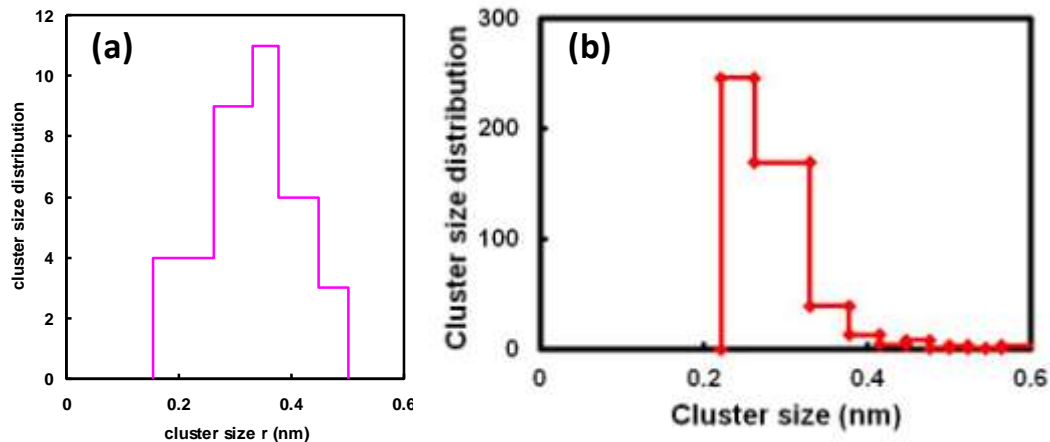 (a)
cluster size distribution
12
10
8
6
4
2
0
0 0.2 0.4 0.6
cluster size r (nm)
(b)
Cluster size distribution
300
200
100
0
0 0.2 0.4 0.6
Cluster size (nm)